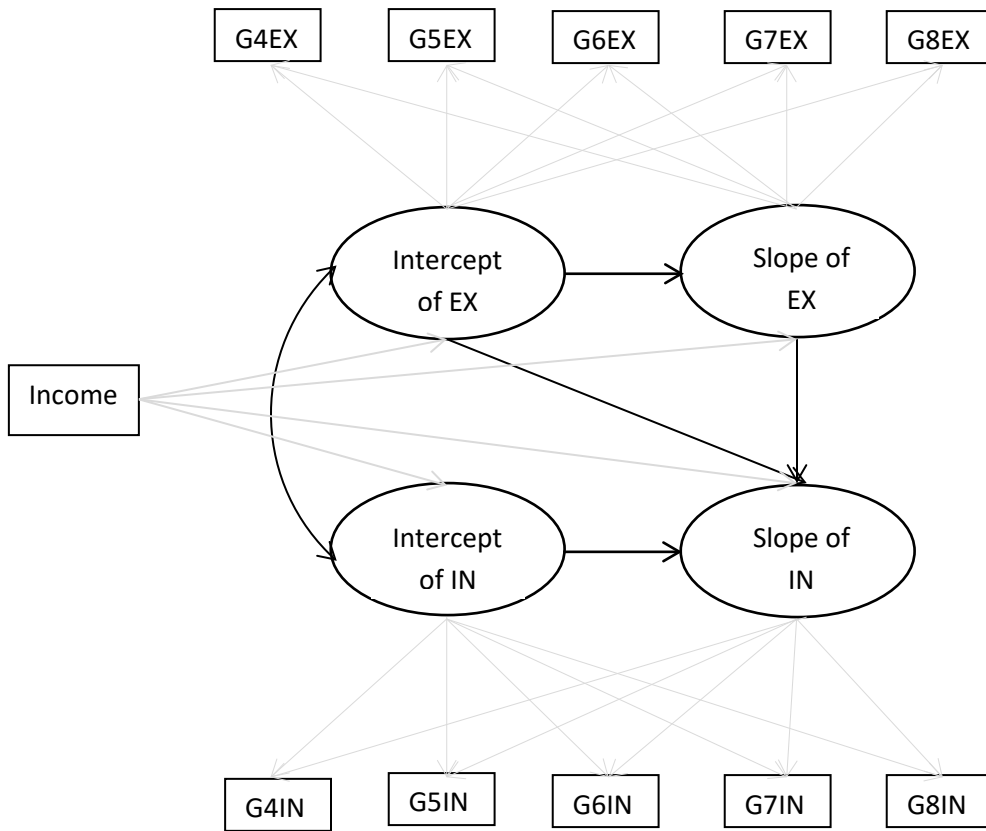 G4EX
G5EX
G6EX
G7EX
G8EX
Intercept
of EX
Slope of
EX
Income
Intercept
of IN
Slope of
IN
G4IN
G5IN
G6IN
G7IN
G8IN